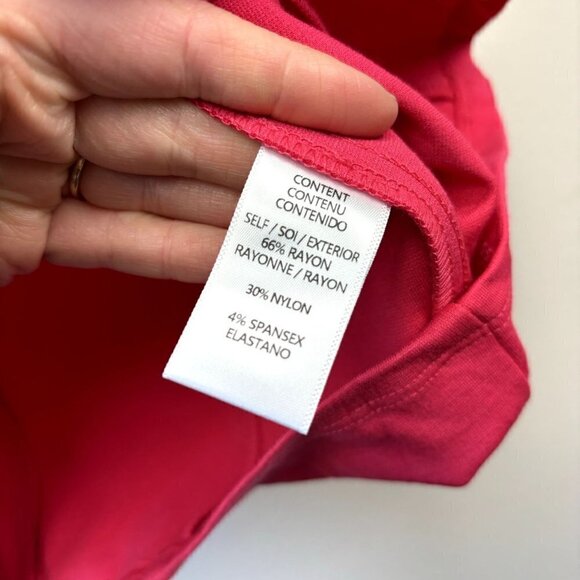 CONTENT
CONTENU
CONTENIDO
SELF / SOI / EXTERIOR
66% RAYON
RAYONNE / RAYON
30% NYLON
4% SPANSEX
ELASTANO